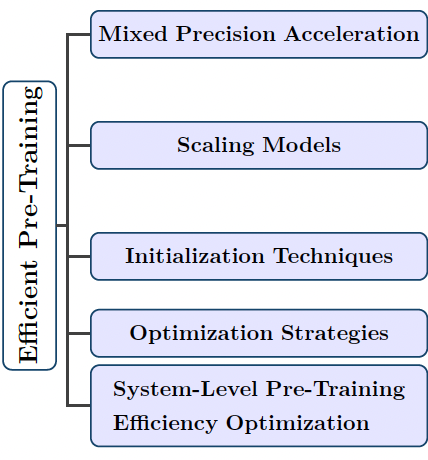 Efficient Pre-Training
Mixed Precision Acceleration
Scaling Models
Initialization Techniques
Optimization Strategies
System-Level Pre-Training
Efficiency Optimization